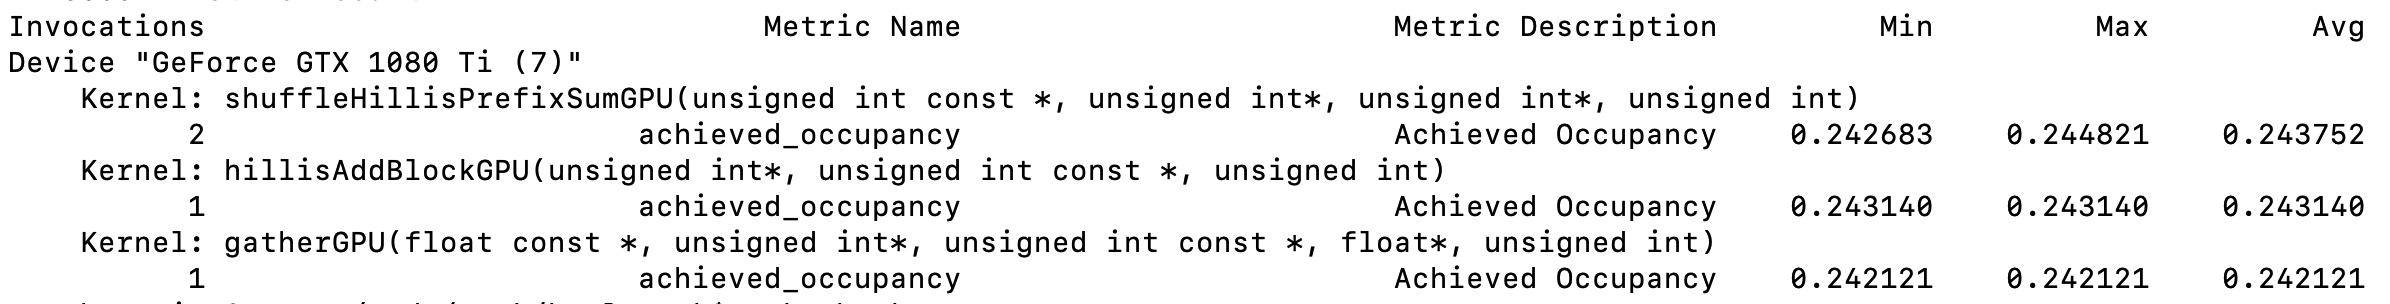 Invocations Metric Name Metric Description Min Max Avg
Device "GeForce GTX 1080 Ti (7)"
Kernel: shuffleHillisPrefixSumGPU(unsigned int const *, unsigned int*, unsigned int*, unsigned int)
2 achieved_occupancy Achieved Occupancy 0.242683 0.244821 0.243752
Kernel: hillisAddBlockGPU(unsigned int*, unsigned int const *, unsigned int)
1 achieved_occupancy Achieved Occupancy 0.243140 0.243140 0.243140
Kernel: gatherGPU(float const *, unsigned int*, unsigned int const *, float*, unsigned int)
1 achieved_occupancy Achieved Occupancy 0.242121 0.242121 0.242121